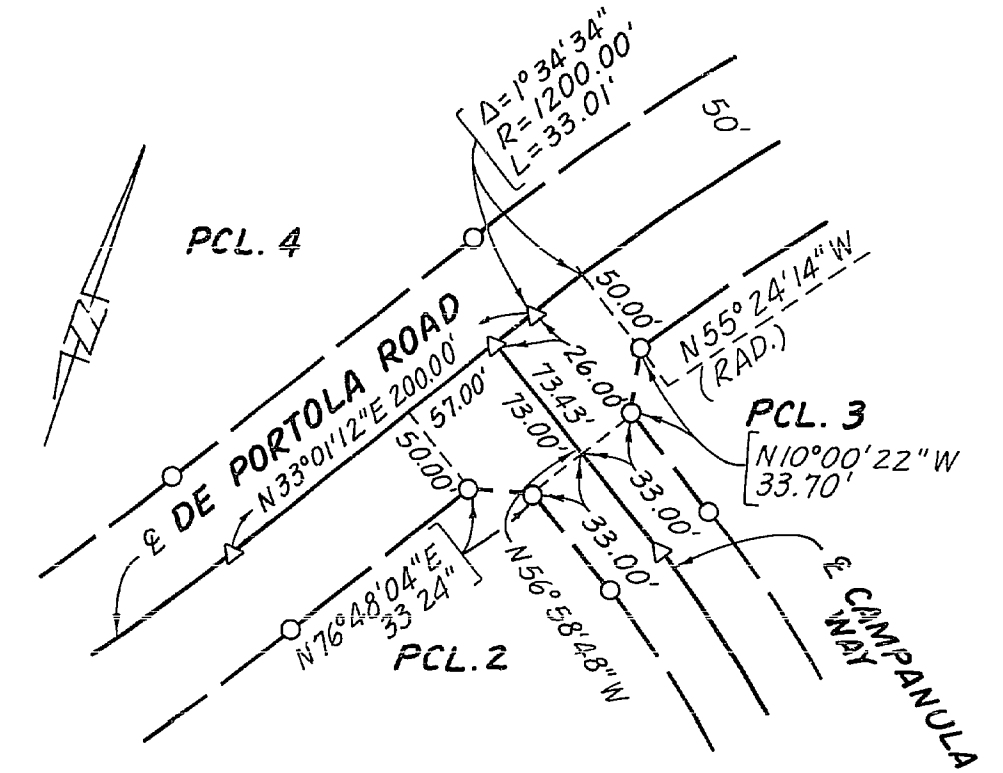 Δ=1°34'34"
R=1200.00'
L=33.01'
50'
PCL. 4
N
50.00'
N55°24'14"W
(RAD.)
DE PORTOLA ROAD
N33°01'12"E 200.00'
57.00'
50.00'
26.00'
73.43'
73.00'
PCL. 3
N10°00'22"W
33.70'
33.00'
33.00'
℄
N76°48'04"E
33 24"
N56°58'48"W
PCL. 2
℄ CAMPANULA
WAY